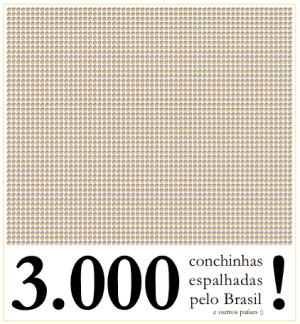 3.000
conchinhas
espalhadas
pelo Brasil
e outros países :)
!